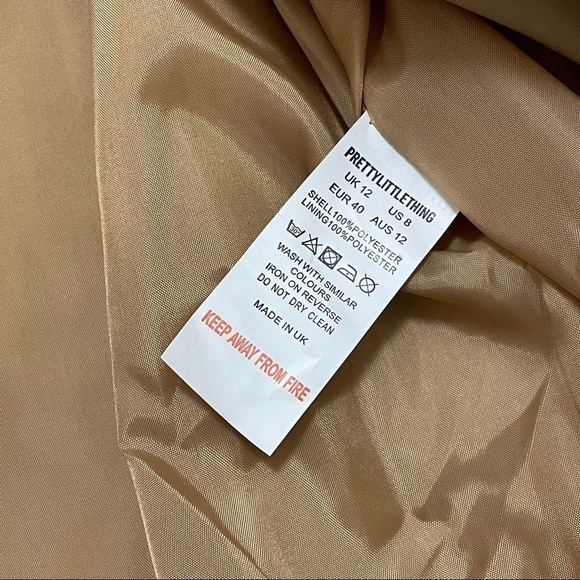 PRETTYLITTLETHING
UK 12 US 8
EUR 40 AUS 12
SHELL100%POLYESTER
LINING100%POLYESTER
WASH WITH SIMILAR
COLOURS
IRON ON REVERSE
DO NOT DRY CLEAN
MADE IN UK
KEEP AWAY FROM FIRE